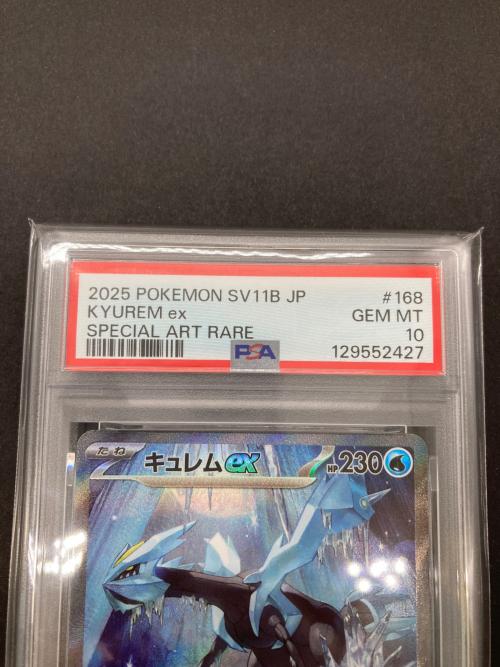 2025 POKEMON SV11B JP #168
KYUREM ex GEM MT
SPECIAL ART RARE 10
PSA 129552427
たね キュレムex HP230